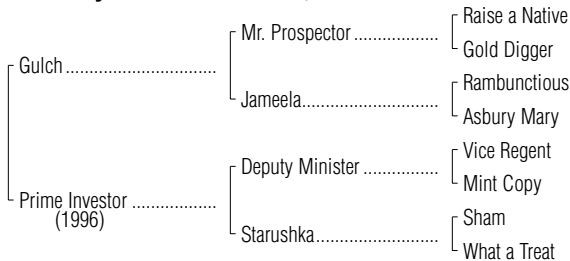 Raise a Native
Mr. Prospector ..................
Gold Digger
Gulch ................................
Rambunctious
Jameela.............................
Asbury Mary
Vice Regent
Deputy Minister ................
Mint Copy
Prime Investor ..................
(1996)
Sham
Starushka..........................
What a Treat